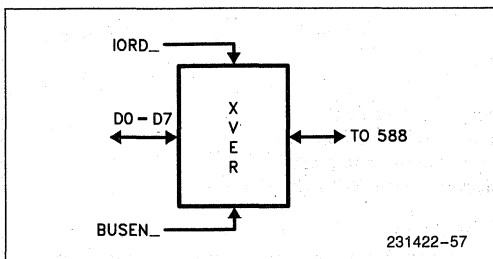 IORD_
D0-D7
X
V
E
R
TO 588
BUSEN_
231422-57